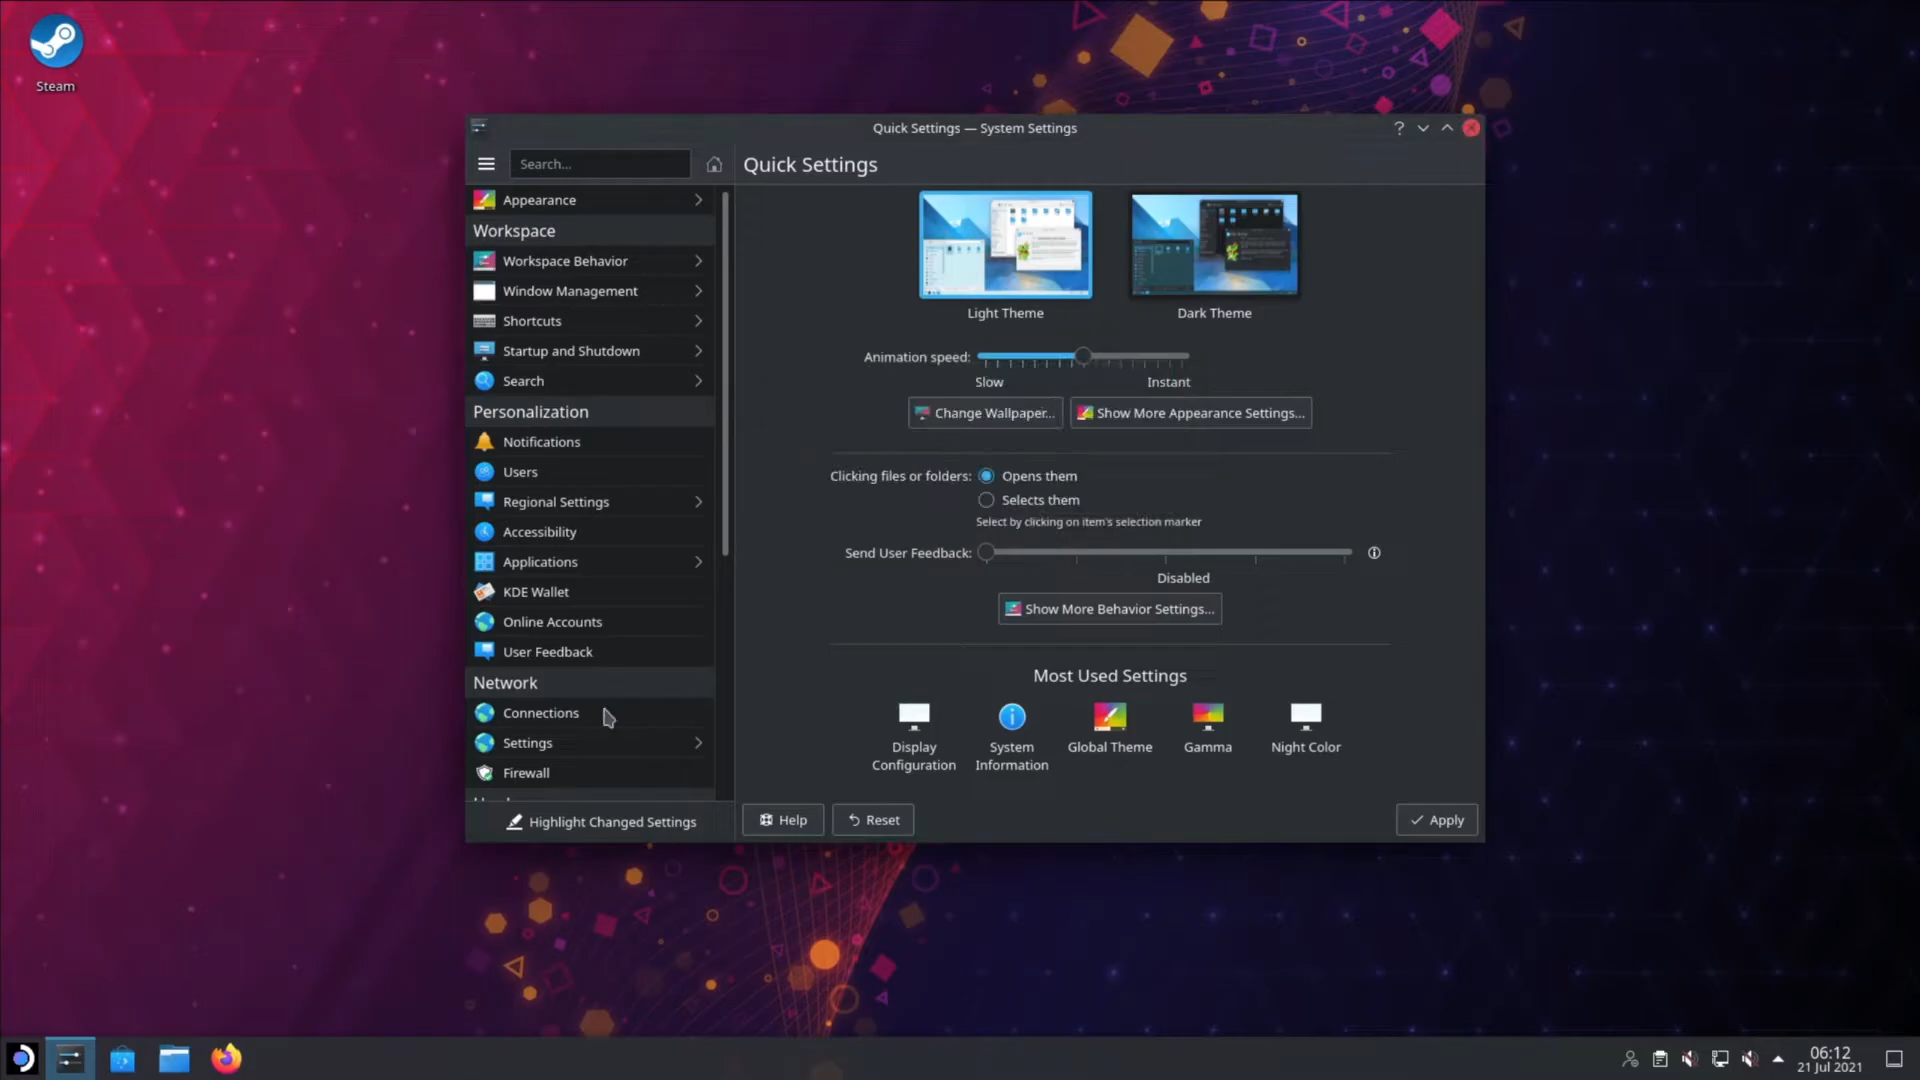 Steam
Quick Settings — System Settings
Search...
Quick Settings
Appearance
Workspace
Workspace Behavior
Window Management
Shortcuts
Startup and Shutdown
Search
Personalization
Notifications
Users
Regional Settings
Accessibility
Applications
KDE Wallet
Online Accounts
User Feedback
Network
Connections
Settings
Firewall
Highlight Changed Settings
Light Theme
Dark Theme
Animation speed:
Slow
Instant
Change Wallpaper...
Show More Appearance Settings...
Clicking files or folders:
Opens them
Selects them
Select by clicking on item's selection marker
Send User Feedback:
Disabled
Show More Behavior Settings...
Most Used Settings
Display
Configuration
System
Information
Global Theme
Gamma
Night Color
Help
Reset
Apply
06:12
21 Jul 2021